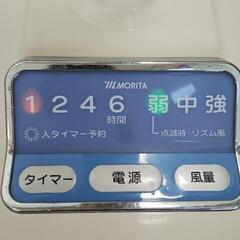 MORITA
1 2 4 6 弱 中 強
時間
入タイマー予約 点滅時・リズム風
タイマー 電源 風量